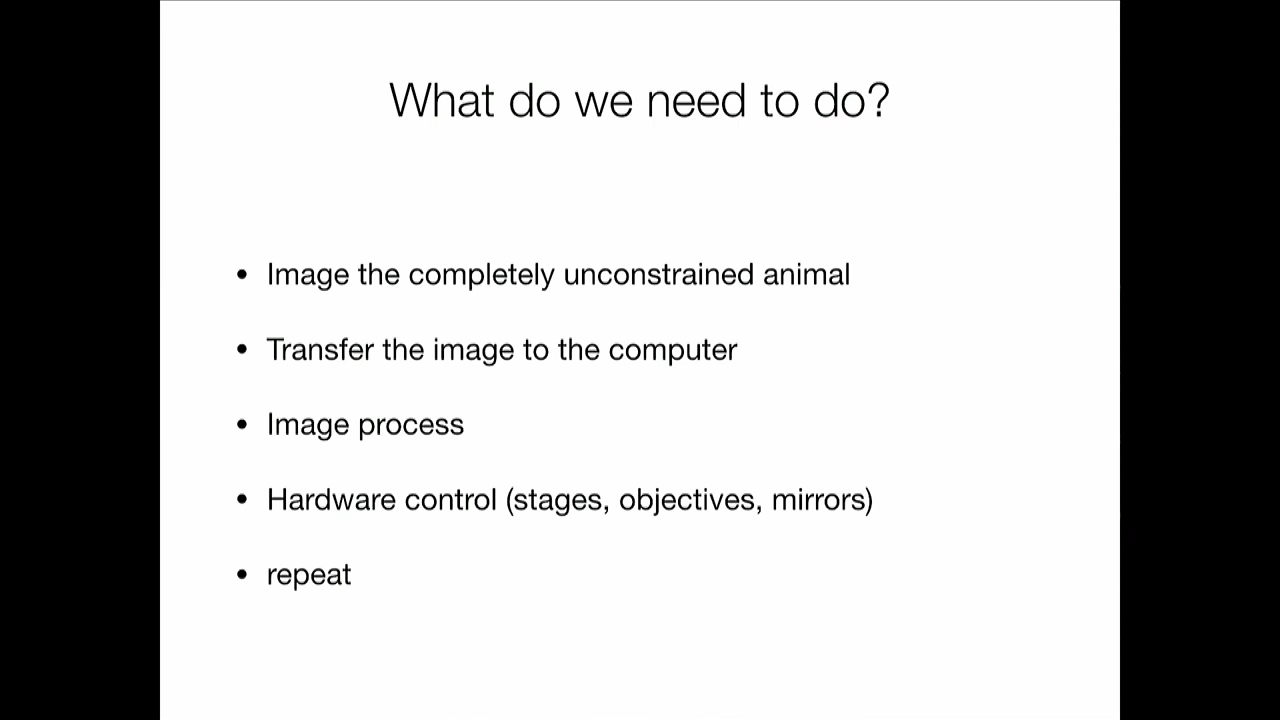 What do we need to do?
• Image the completely unconstrained animal
• Transfer the image to the computer
• Image process
• Hardware control (stages, objectives, mirrors)
• repeat